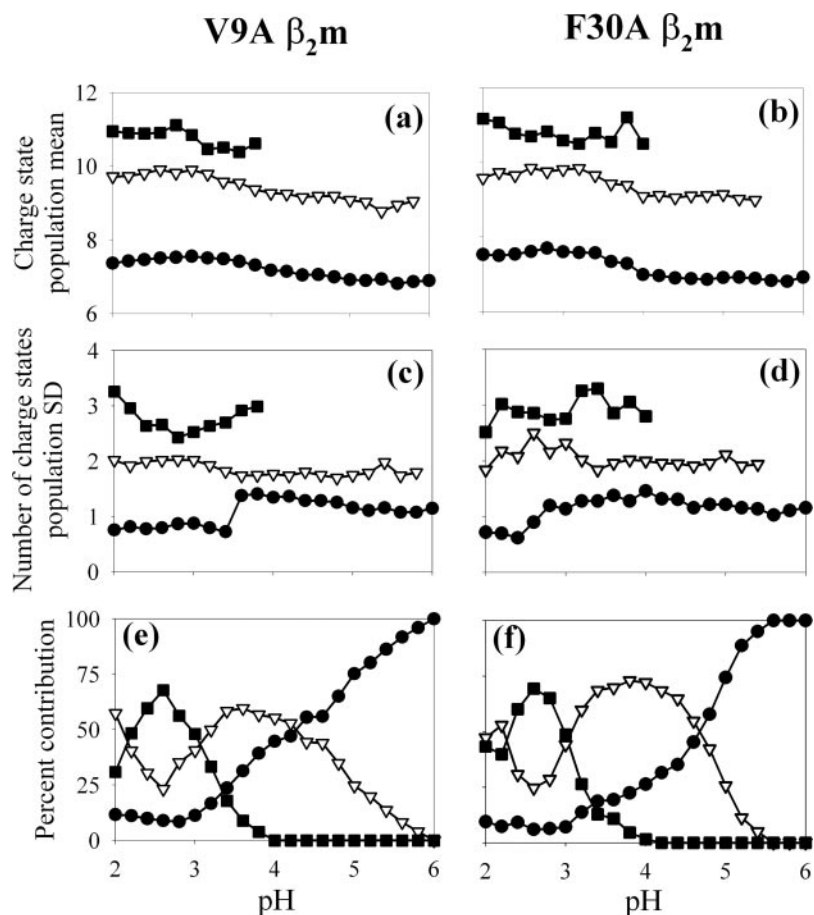 V9A β₂m
F30A β₂m
Charge state
population mean
12
10
8
6
(a)
(b)
Number of charge states
population SD
4
3
2
1
0
(c)
(d)
Percent contribution
100
75
50
25
0
(e)
(f)
2 3 4 5 6
2 3 4 5 6
pH
pH